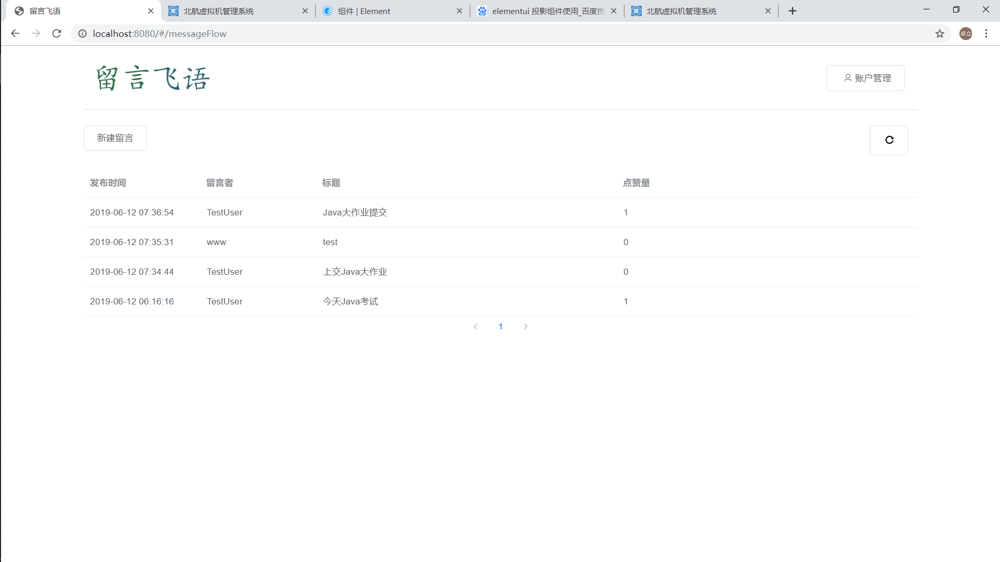 留言飞语
北航虚拟机管理系统
组件 | Element
elementui 投影组件使用_百度搜
北航虚拟机管理系统
localhost:8080/#/messageFlow
卓立
留言飞语
账户管理
新建留言
发布时间 留言者 标题 点赞量
2019-06-12 07:36:54 TestUser Java大作业提交 1
2019-06-12 07:35:31 www test 0
2019-06-12 07:34:44 TestUser 上交Java大作业 0
2019-06-12 06:16:16 TestUser 今天Java考试 1
1